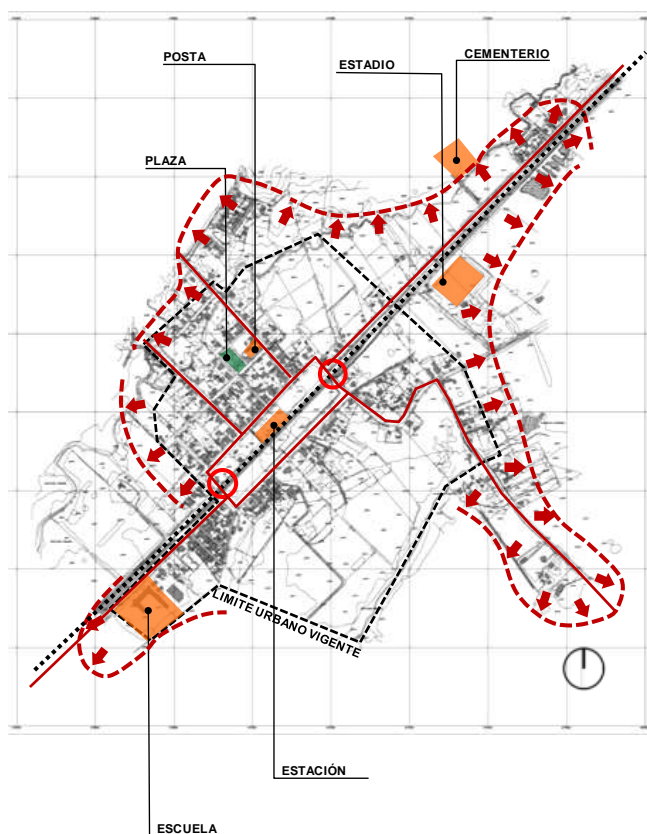 POSTA
CEMENTERIO
ESTADIO
PLAZA
LIMITE URBANO VIGENTE
ESTACIÓN
ESCUELA